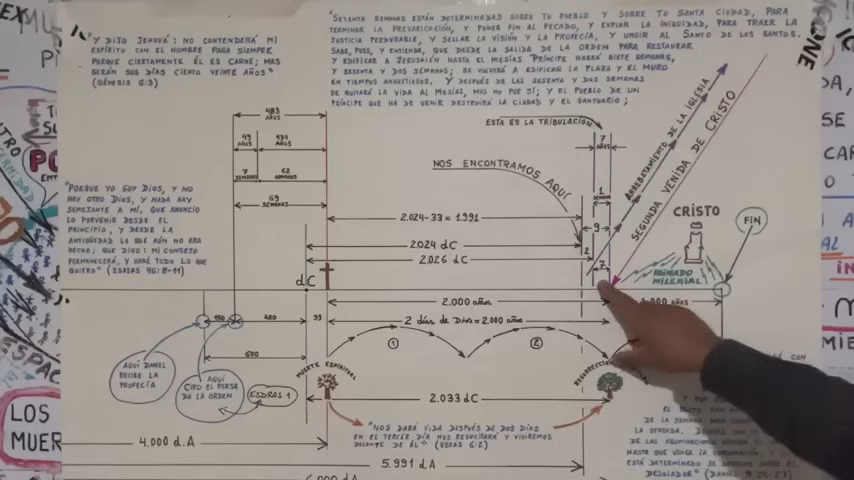 "Y DIJO JEHOVÁ: NO CONTENDERÁ MI
ESPÍRITU CON EL HOMBRE PARA SIEMPRE
PORQUE CIERTAMENTE ÉL ES CARNE; MAS
SERÁN SUS DÍAS CIENTO VEINTE AÑOS"
(GÉNESIS 6:3)
"SETENTA SEMANAS ESTÁN DETERMINADAS SOBRE TU PUEBLO Y SOBRE TU SANTA CIUDAD, PARA
TERMINAR LA PREVARICACIÓN, Y PONER FIN AL PECADO, Y EXPIAR LA INIQUIDAD, PARA TRAER LA
JUSTICIA PERDURABLE, Y SELLAR LA VISIÓN Y LA PROFECÍA, Y UNGIR AL SANTO DE LOS SANTOS.
SABE, PUES, Y ENTIENDE, QUE DESDE LA SALIDA DE LA ORDEN PARA RESTAURAR
Y EDIFICAR A JERUSALÉN HASTA EL MESÍAS PRÍNCIPE HABRÁ SIETE SEMANAS,
Y SESENTA Y DOS SEMANAS; SE VOLVERÁ A EDIFICAR LA PLAZA Y EL MURO
EN TIEMPOS ANGUSTIOSOS. Y DESPUÉS DE LAS SESENTA Y DOS SEMANAS
SE QUITARÁ LA VIDA AL MESÍAS, MAS NO POR SÍ; Y EL PUEBLO DE UN
PRÍNCIPE QUE HA DE VENIR DESTRUIRÁ LA CIUDAD Y EL SANTUARIO;
483
AÑOS
49
AÑOS
434
AÑOS
7
SEMANAS
62
SEMANAS
69
SEMANAS
ESTA ES LA TRIBULACIÓN
7
AÑOS
1
SEMANA
NOS ENCONTRAMOS AQUÍ
ARREBATAMIENTO DE LA IGLESIA
SEGUNDA VENIDA DE CRISTO
CRISTO
FIN
REINADO
MILENIAL
"PORQUE YO SOY DIOS, Y NO
HAY OTRO DIOS, Y NADA HAY
SEMEJANTE A MÍ, QUE ANUNCIO
LO PORVENIR DESDE EL
PRINCIPIO, Y DESDE LA
ANTIGÜEDAD LO QUE AÚN NO ERA
HECHO; QUE DIGO: MI CONSEJO
PERMANECERÁ, Y HARÉ TODO LO QUE
QUIERO" (ISAÍAS 46:9-11)
2.024-33 = 1.991
9
2024 dC
2
2.026 dC
7
dC
2.000 años
150
450
33
2 días de Dios = 2.000 años
1
2
600
AQUÍ DANIEL
RECIBE LA
PROFECÍA
AQUÍ
CIRO EL PERSA
DA LA ORDEN
ESDRAS 1
MUERTE ESPIRITUAL
2.033 dC
"NOS DARÁ VIDA DESPUÉS DE DOS DÍAS
EN EL TERCER DÍA NOS RESUCITARÁ Y VIVIREMOS
DELANTE DE ÉL" (OSEAS 6:2)
4.000 d.A
5.991 d.A
LOS
MUER
DESOLADOR" (DANIEL 9:24-27)